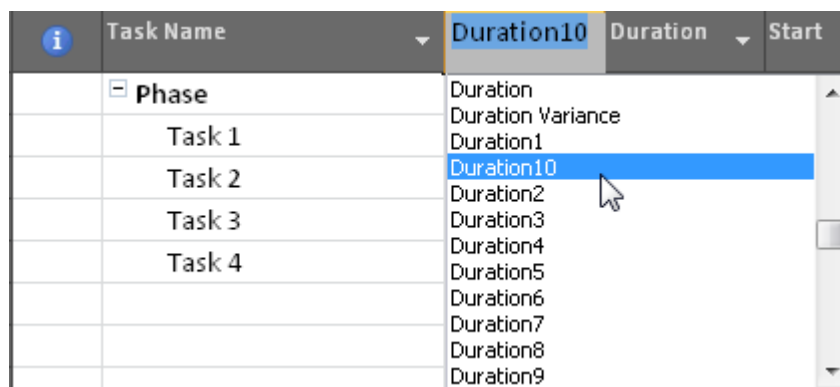 i Task Name Duration10 Duration Start
Phase Duration
Duration Variance
Task 1 Duration1
Duration10
Task 2 Duration2
Task 3 Duration3
Duration4
Task 4 Duration5
Duration6
Duration7
Duration8
Duration9